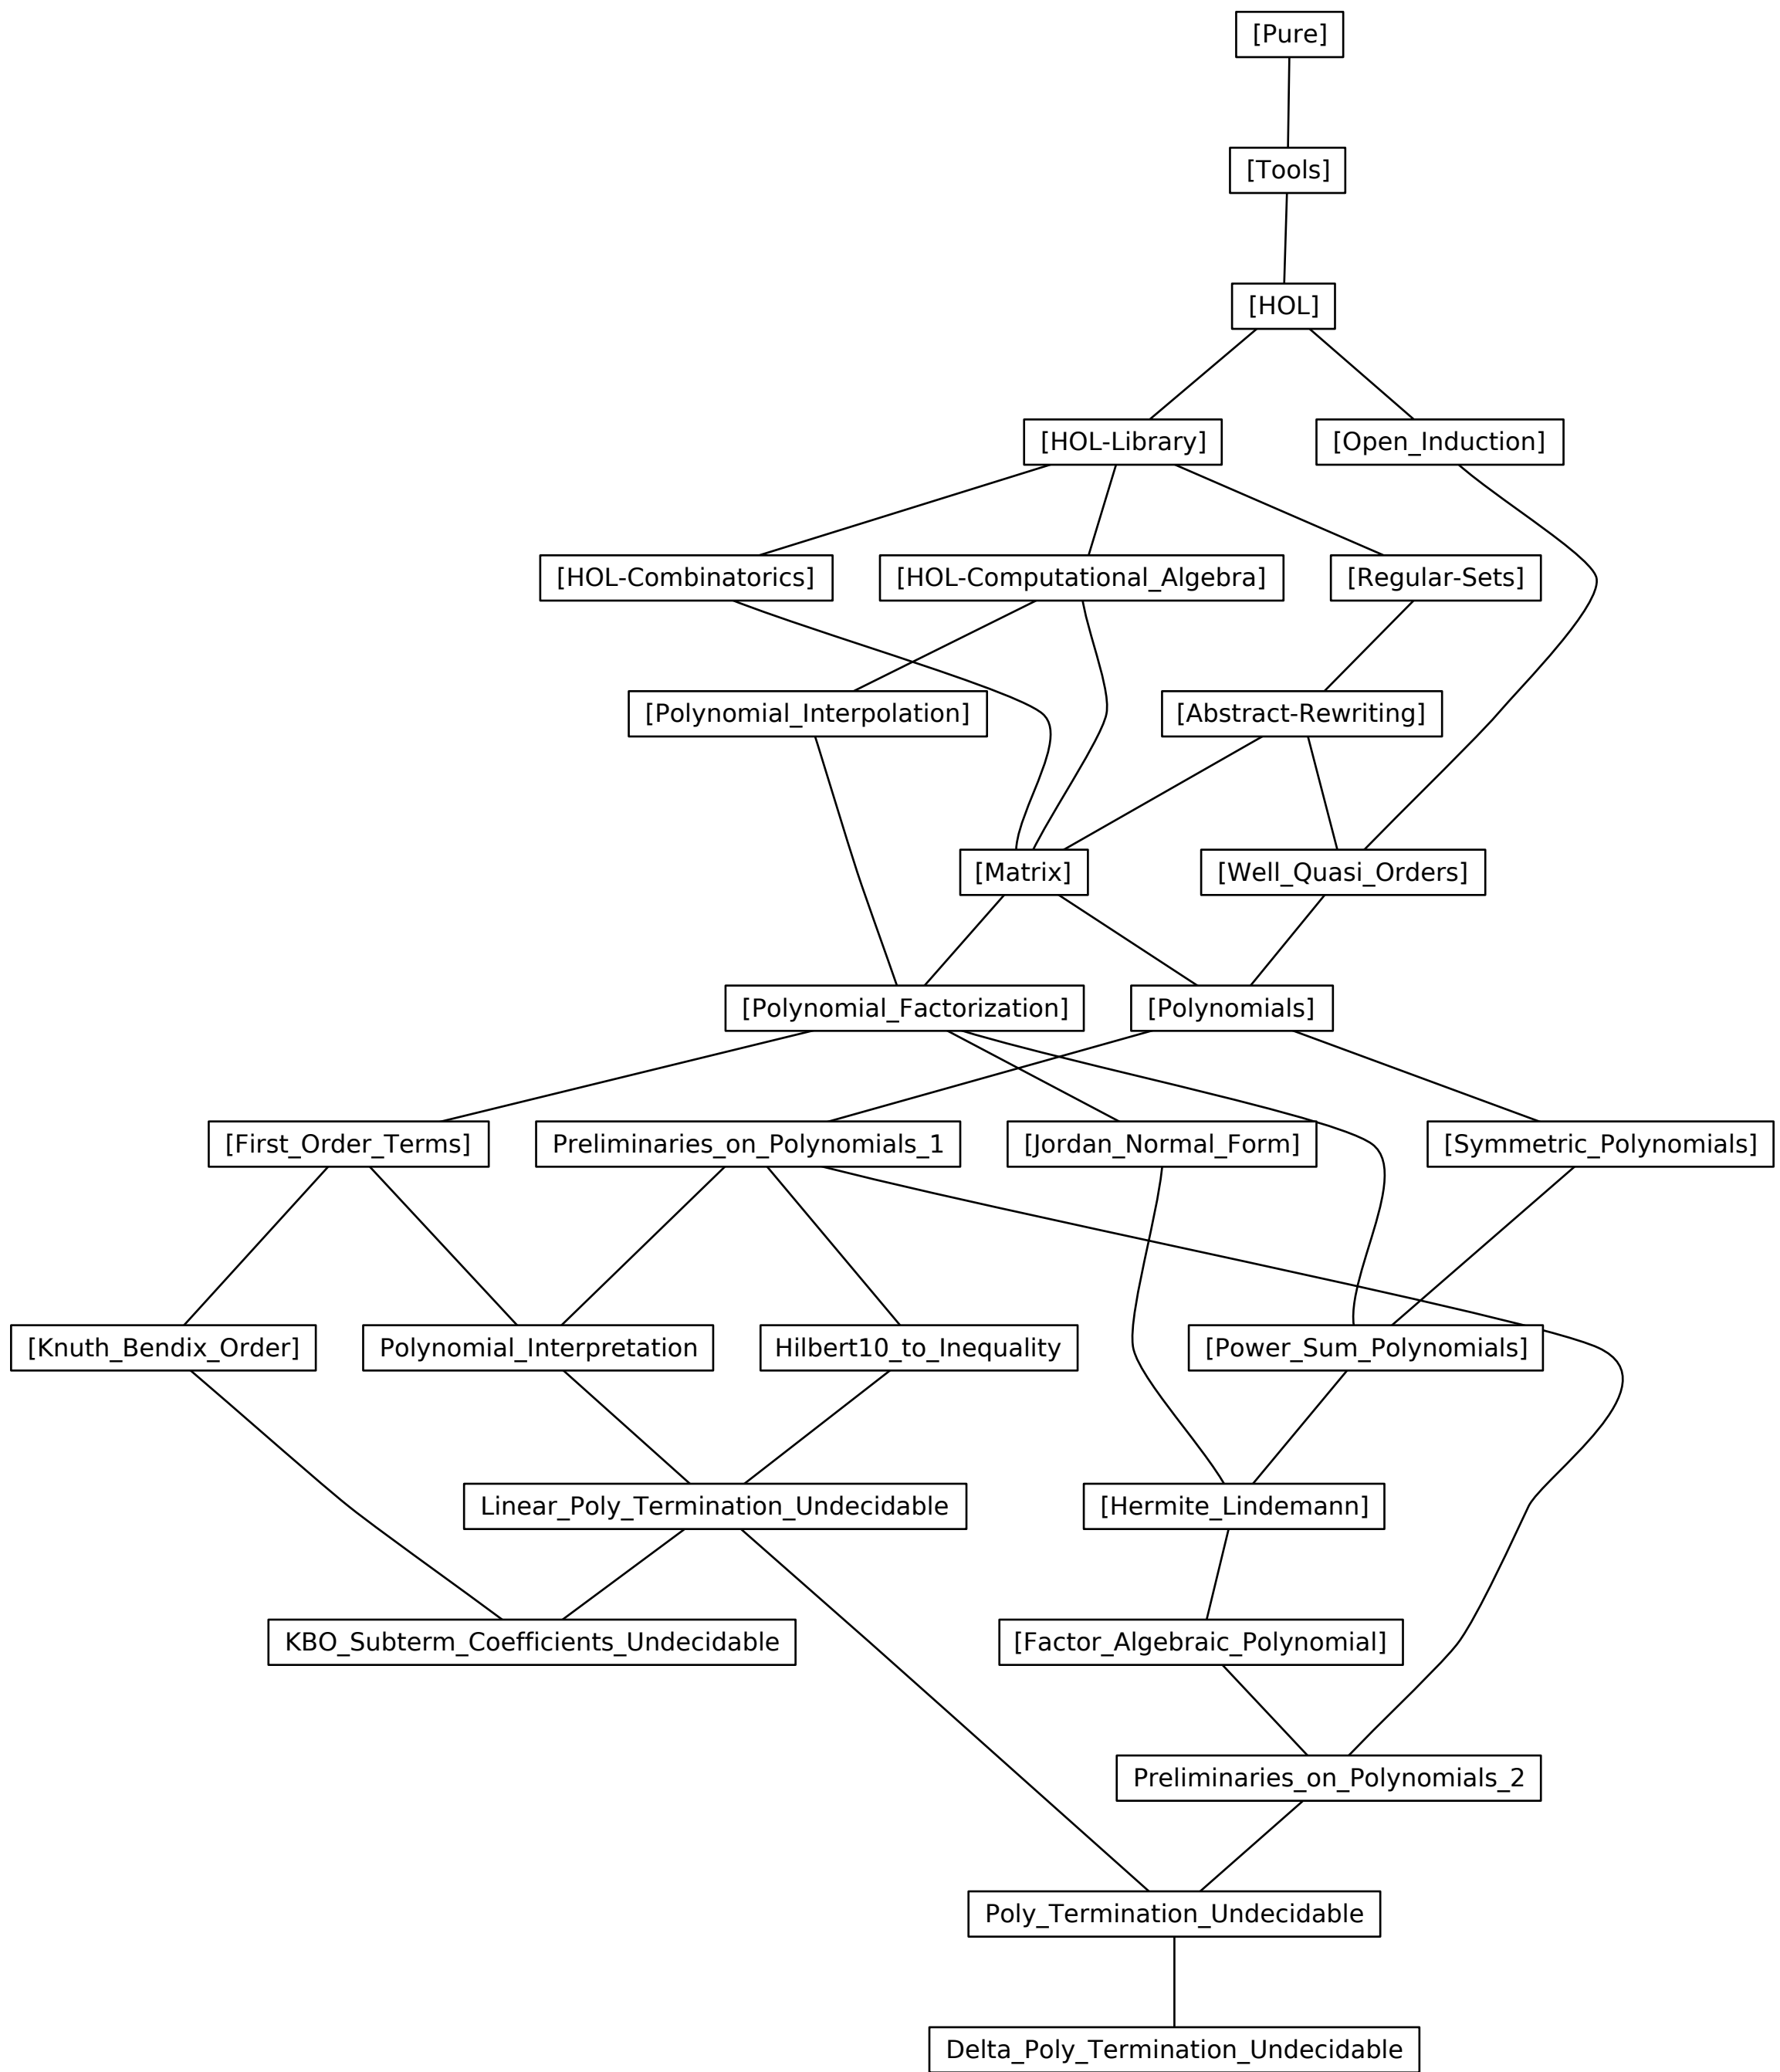 [Pure]
[Tools]
[HOL]
[HOL-Library]
[Open_Induction]
[HOL-Combinatorics]
[HOL-Computational_Algebra]
[Regular-Sets]
[Polynomial_Interpolation]
[Abstract-Rewriting]
[Matrix]
[Well_Quasi_Orders]
[Polynomial_Factorization]
[Polynomials]
[First_Order_Terms]
Preliminaries_on_Polynomials_1
[Jordan_Normal_Form]
[Symmetric_Polynomials]
[Knuth_Bendix_Order]
Polynomial_Interpretation
Hilbert10_to_Inequality
[Power_Sum_Polynomials]
Linear_Poly_Termination_Undecidable
[Hermite_Lindemann]
KBO_Subterm_Coefficients_Undecidable
[Factor_Algebraic_Polynomial]
Preliminaries_on_Polynomials_2
Poly_Termination_Undecidable
Delta_Poly_Termination_Undecidable